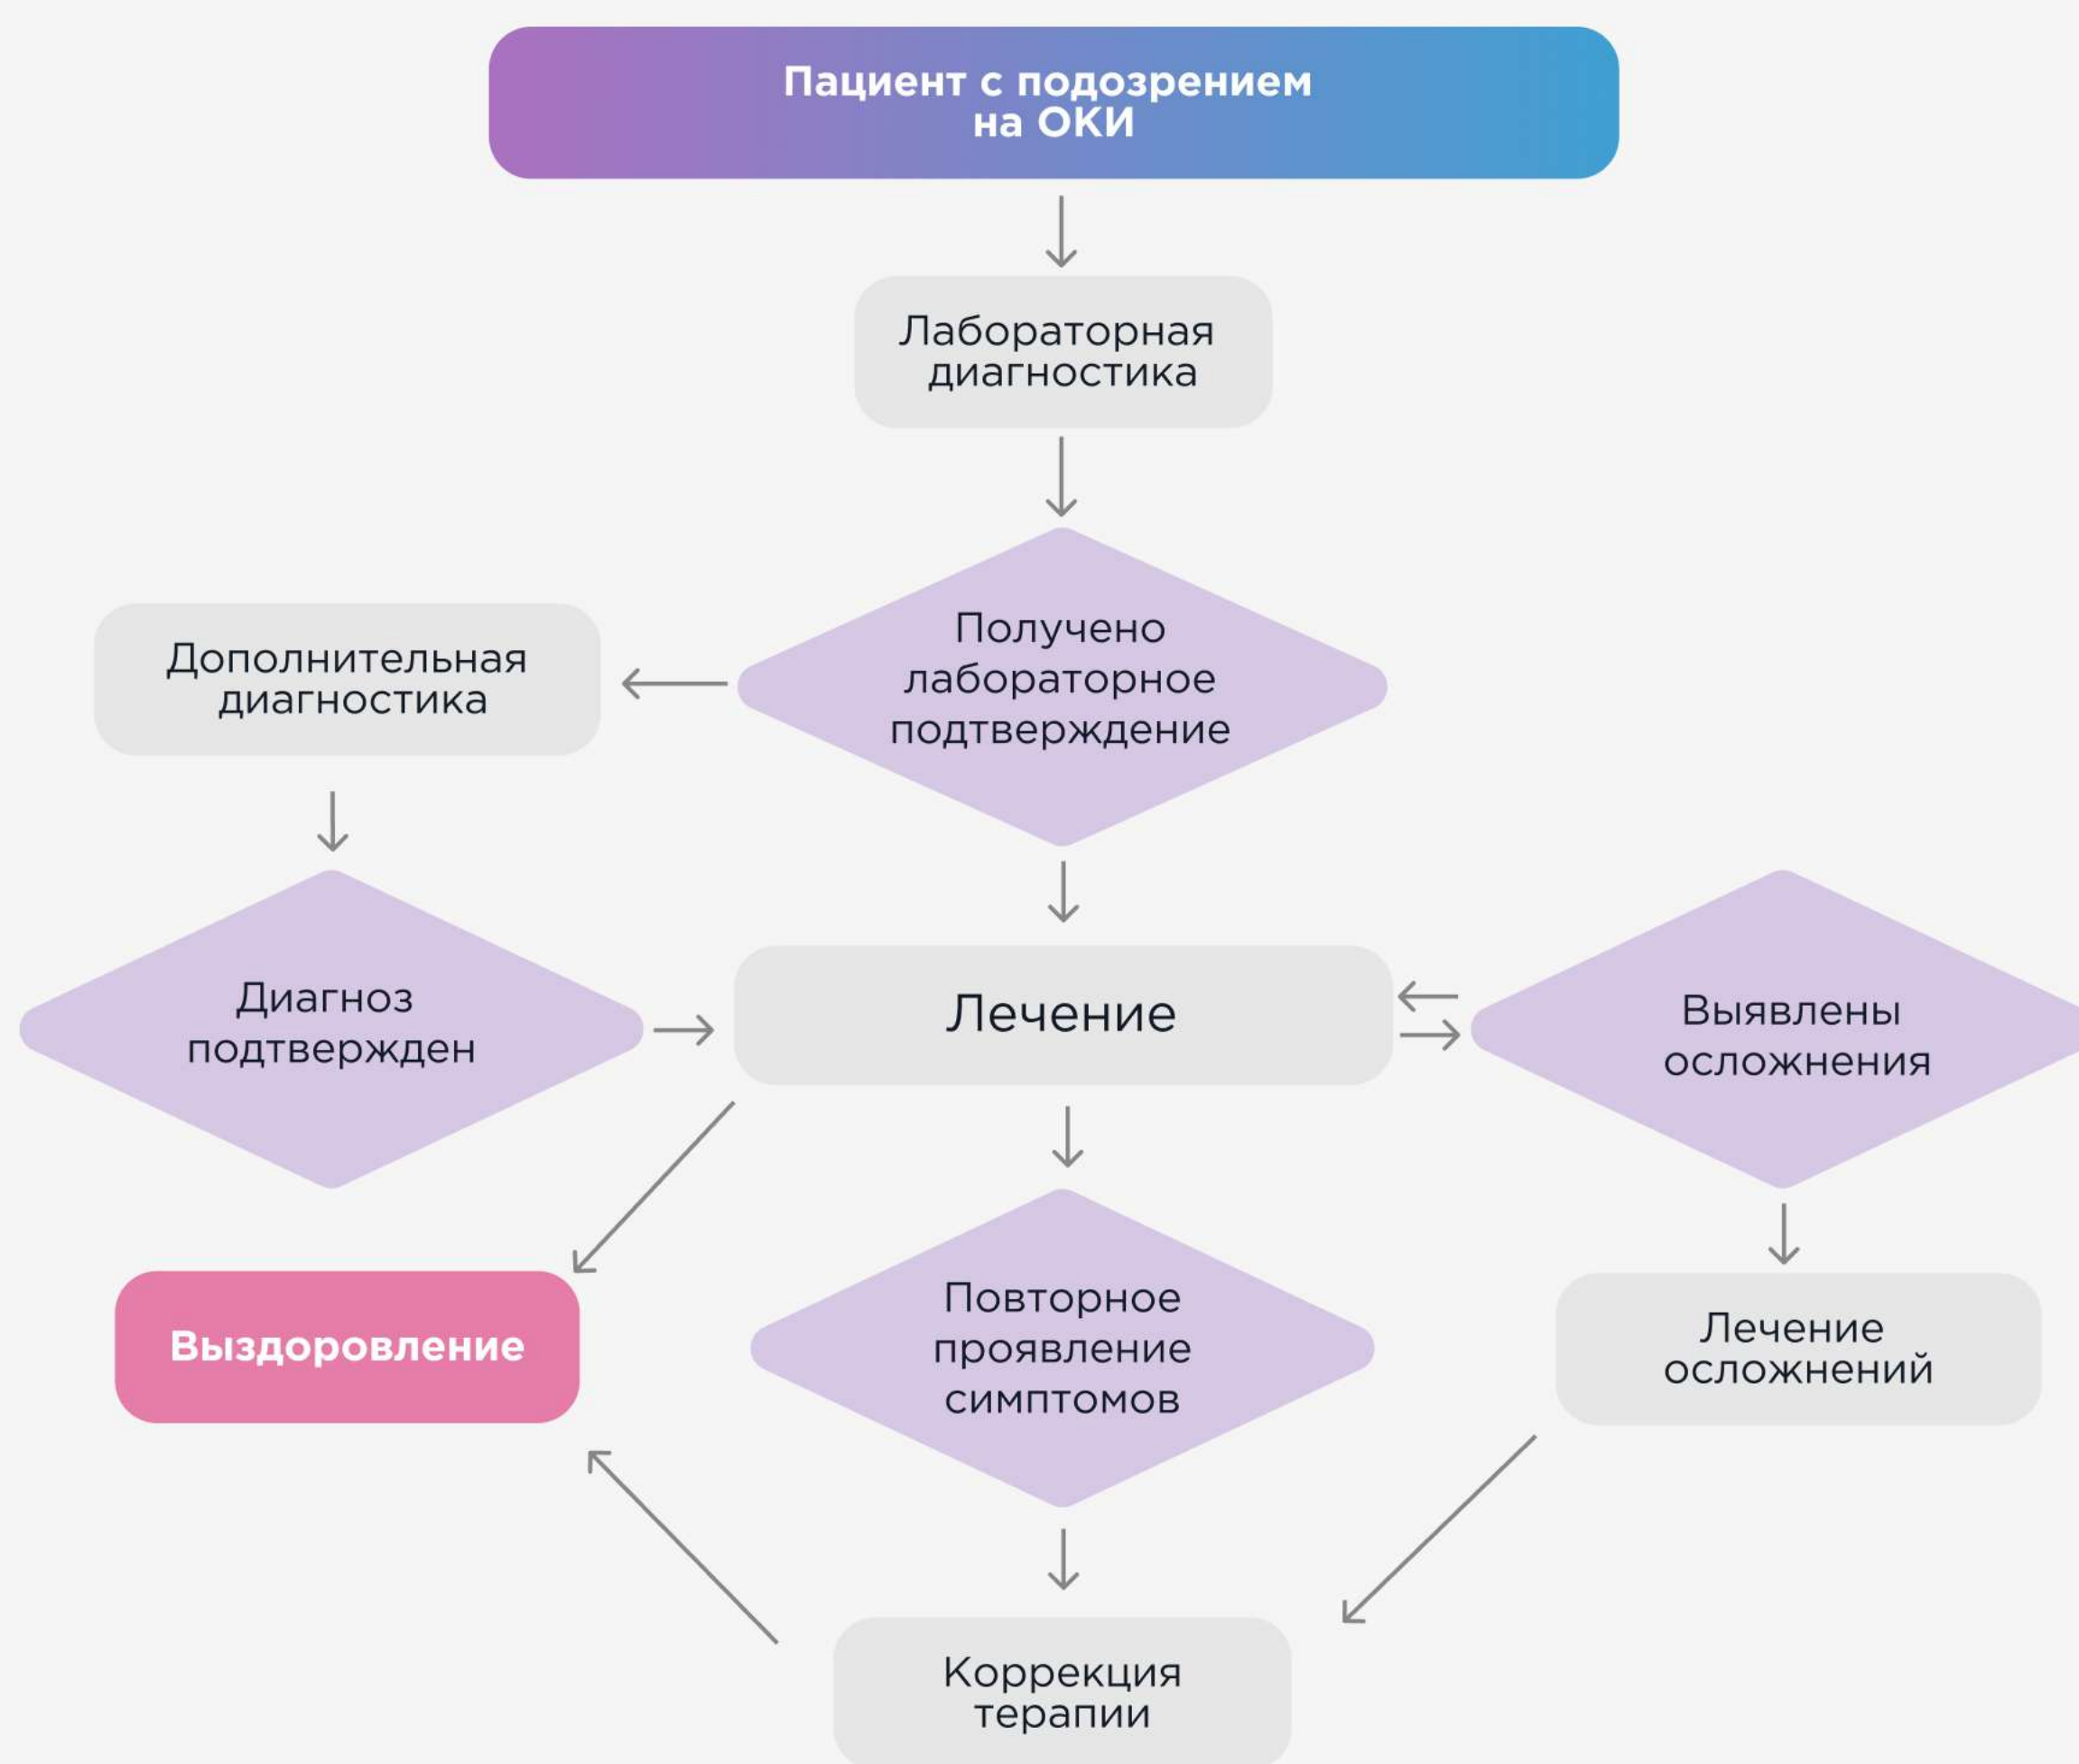 Пациент с подозрением
на ОКИ
Лабораторная
диагностика
Получено
лабораторное
подтверждение
Дополнительная
диагностика
Диагноз
подтвержден
Лечение
Выявлены
осложнения
Выздоровление
Повторное
проявление
симптомов
Лечение
осложнений
Коррекция
терапии